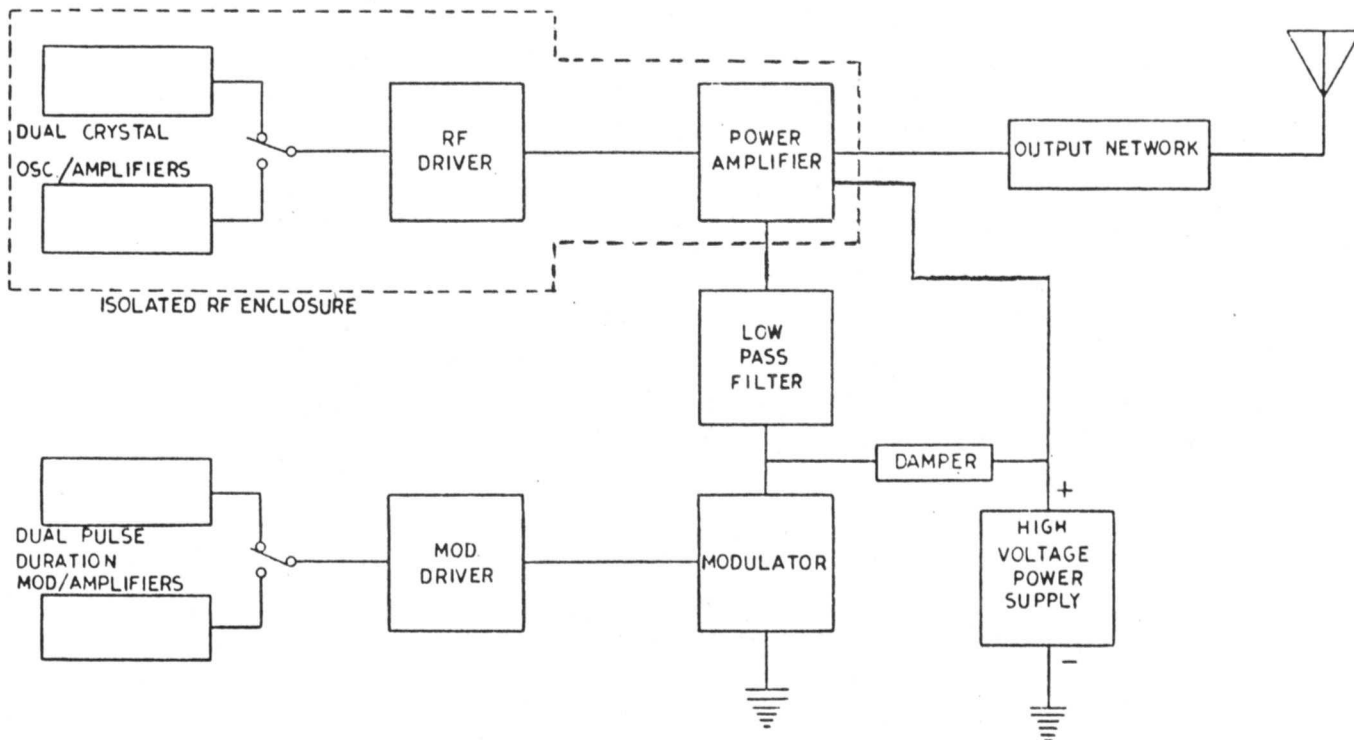 DUAL CRYSTAL
OSC./AMPLIFIERS
RF
DRIVER
POWER
AMPLIFIER
OUTPUT NETWORK
ISOLATED RF ENCLOSURE
LOW
PASS
FILTER
DAMPER
DUAL PULSE
DURATION
MOD/AMPLIFIERS
MOD.
DRIVER
MODULATOR
+
HIGH
VOLTAGE
POWER
SUPPLY
-